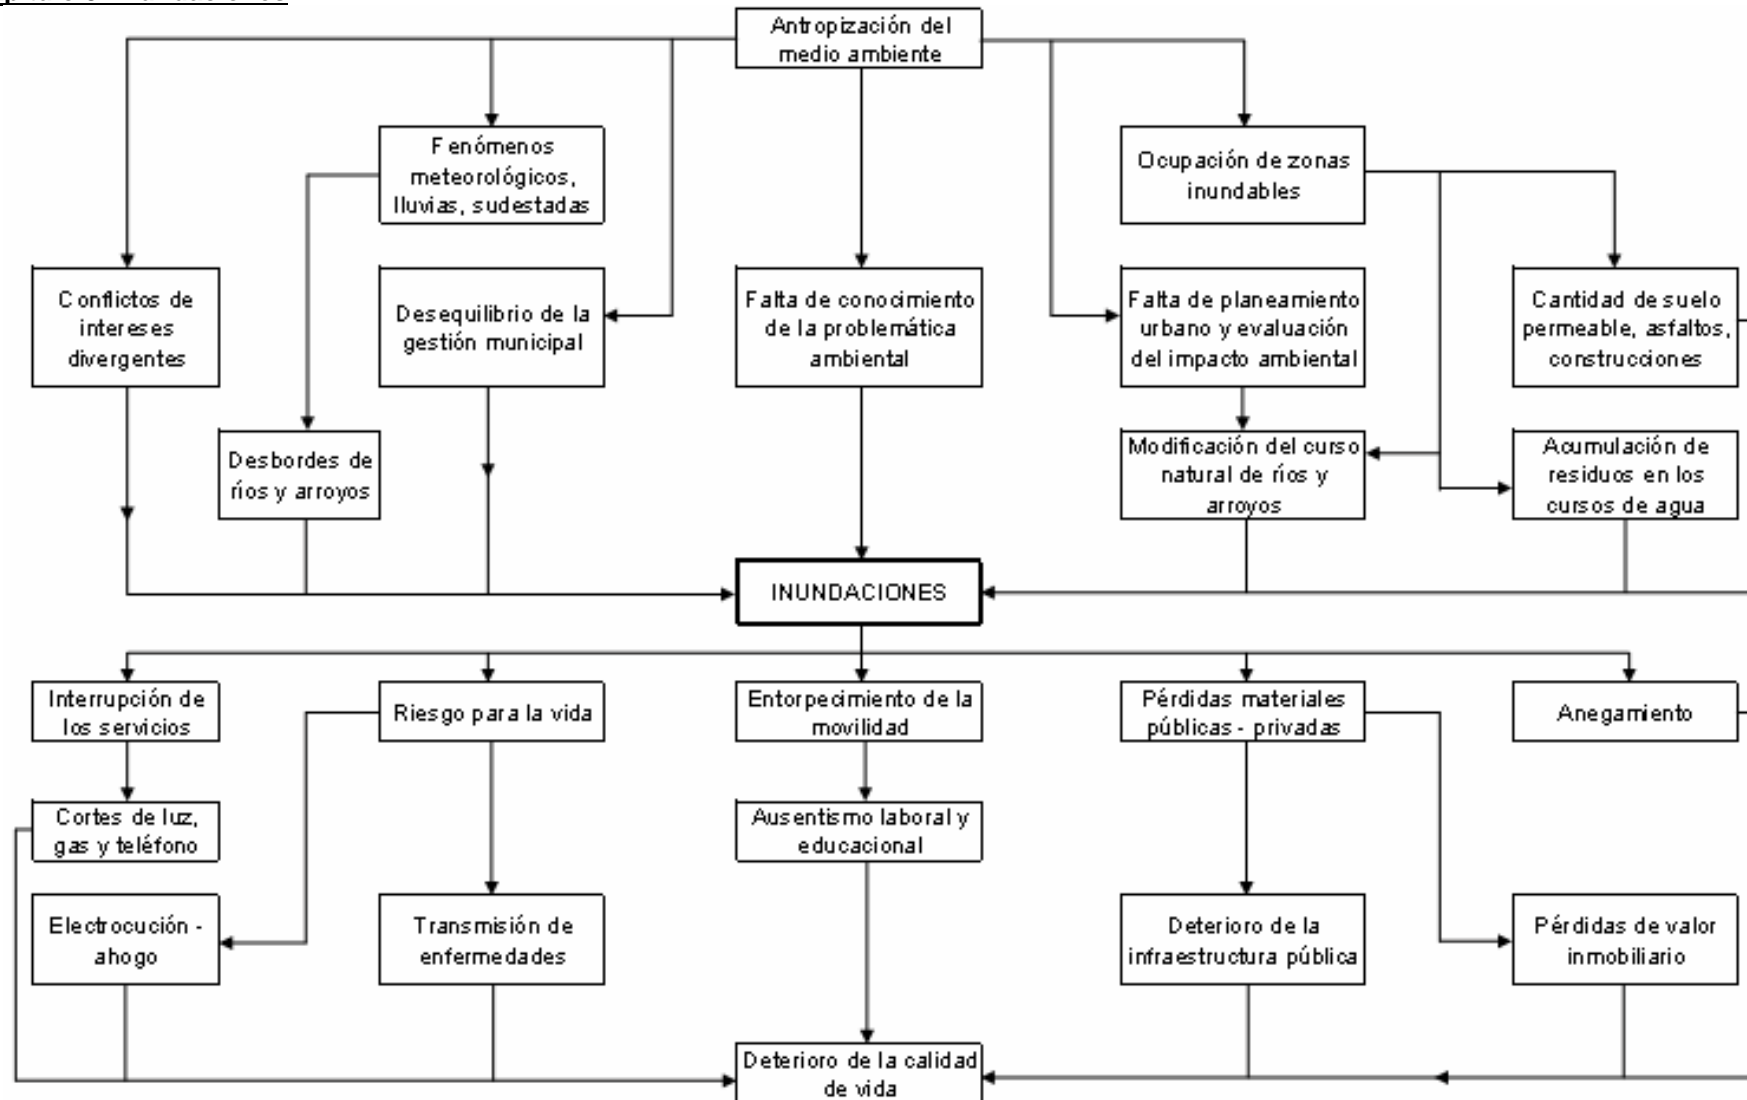 Antropización del
medio ambiente
Fenómenos
meteorológicos,
lluvias, sudestadas
Ocupación de zonas
inundables
Conflictos de
intereses
divergentes
Desequilibrio de la
gestión municipal
Falta de conocimiento
de la problemática
ambiental
Falta de planeamiento
urbano y evaluación
del impacto ambiental
Cantidad de suelo
permeable, asfaltos,
construcciones
Desbordes de
ríos y arroyos
Modificación del curso
natural de ríos y
arroyos
Acumulación de
residuos en los
cursos de agua
INUNDACIONES
Interrupción de
los servicios
Riesgo para la vida
Entorpecimiento de la
movilidad
Pérdidas materiales
públicas - privadas
Anegamiento
Cortes de luz,
gas y teléfono
Ausentismo laboral y
educacional
Electrocución -
ahogo
Transmisión de
enfermedades
Deterioro de la
infraestructura pública
Pérdidas de valor
inmobiliario
Deterioro de la calidad
de vida